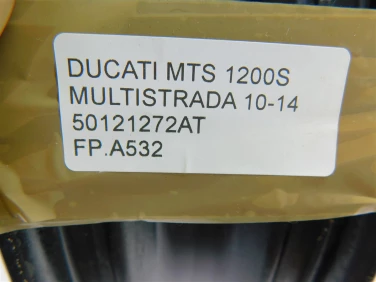 DUCATI MTS 1200S
MULTISTRADA 10-14
50121272AT
FP.A532